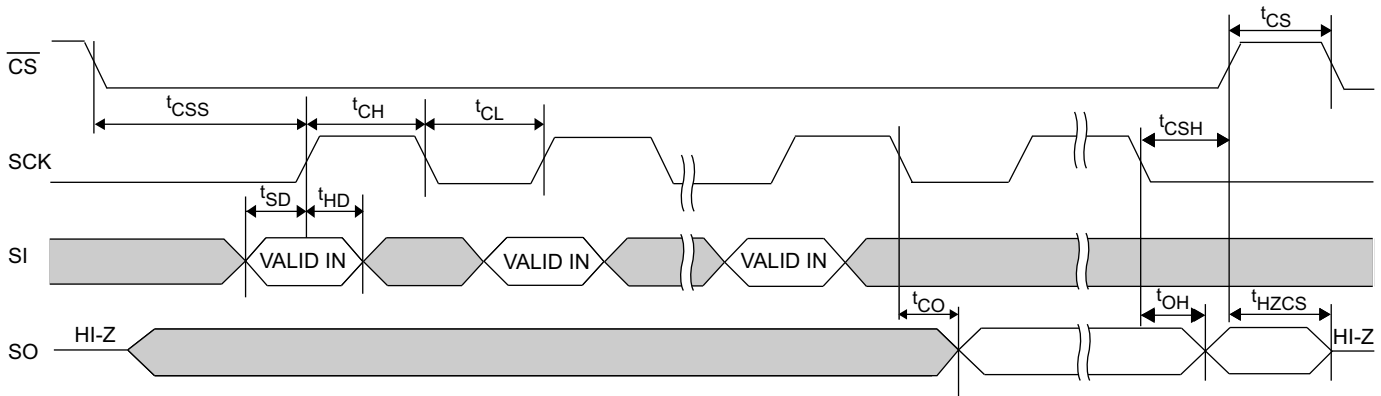 tCS
CS
tCSS
tCH
tCL
tCSH
SCK
tSD
tHD
SI
VALID IN
VALID IN
VALID IN
tCO
tOH
tHZCS
HI-Z
HI-Z
SO